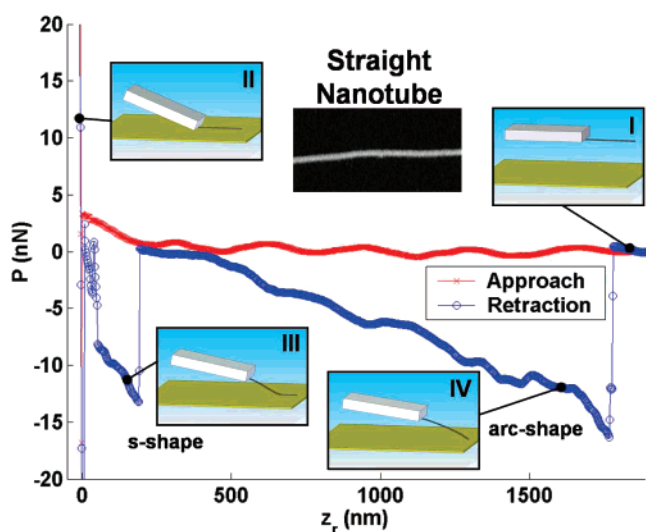 20
15
10
5
0
-5
-10
-15
-20
P (nN)
II
Straight
Nanotube
I
Approach
Retraction
III
s-shape
IV
arc-shape
0
500
1000
1500
z_r (nm)